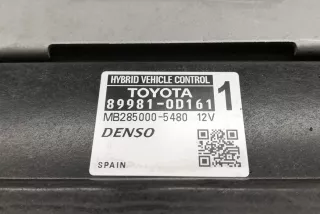 HYBRID VEHICLE CONTROL
TOYOTA
89981-0D161 1
MB285000-5480 12V
DENSO
SPAIN